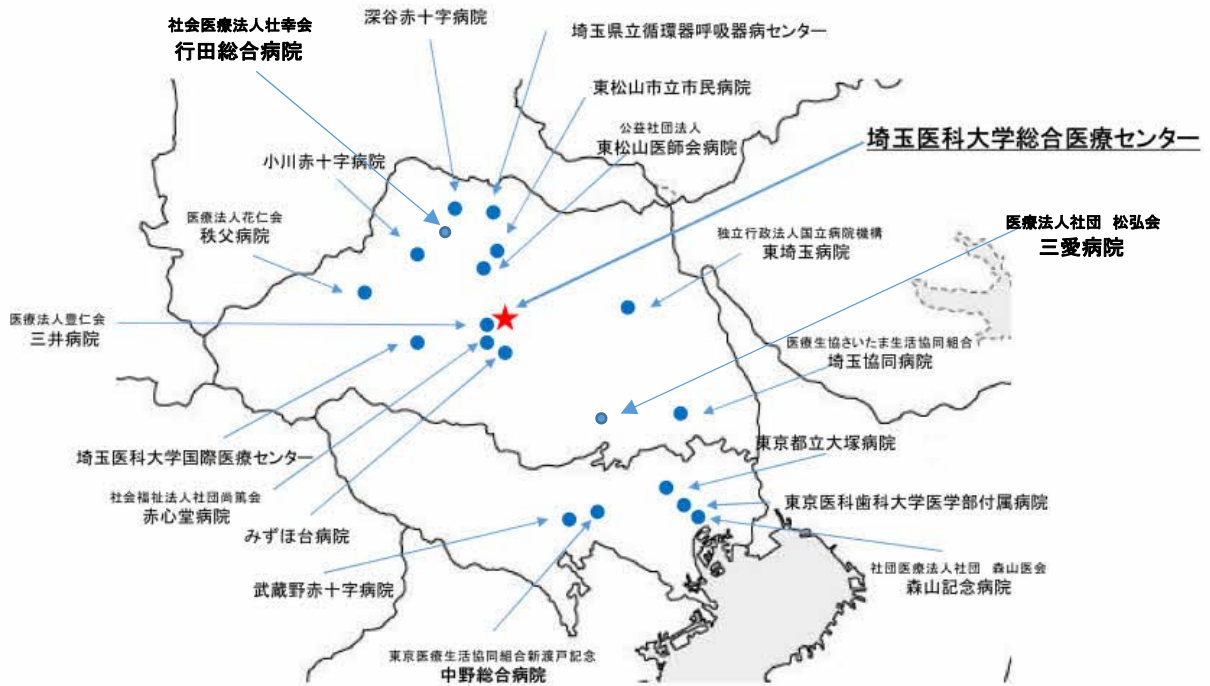 社会医療法人壮幸会
行田総合病院
深谷赤十字病院
埼玉県立循環器呼吸器病センター
東松山市立市民病院
公益社団法人
東松山医師会病院
埼玉医科大学総合医療センター
小川赤十字病院
医療法人花仁会
秩父病院
独立行政法人国立病院機構
東埼玉病院
医療法人社団 松弘会
三愛病院
医療法人豊仁会
三井病院
医療生協さいたま生活協同組合
埼玉協同病院
埼玉医科大学国際医療センター
東京都立大塚病院
社会福祉法人社団尚篤会
赤心堂病院
みずほ台病院
東京医科歯科大学医学部付属病院
武蔵野赤十字病院
社団医療法人社団 森山医会
森山記念病院
東京医療生活協同組合新渡戸記念
中野総合病院